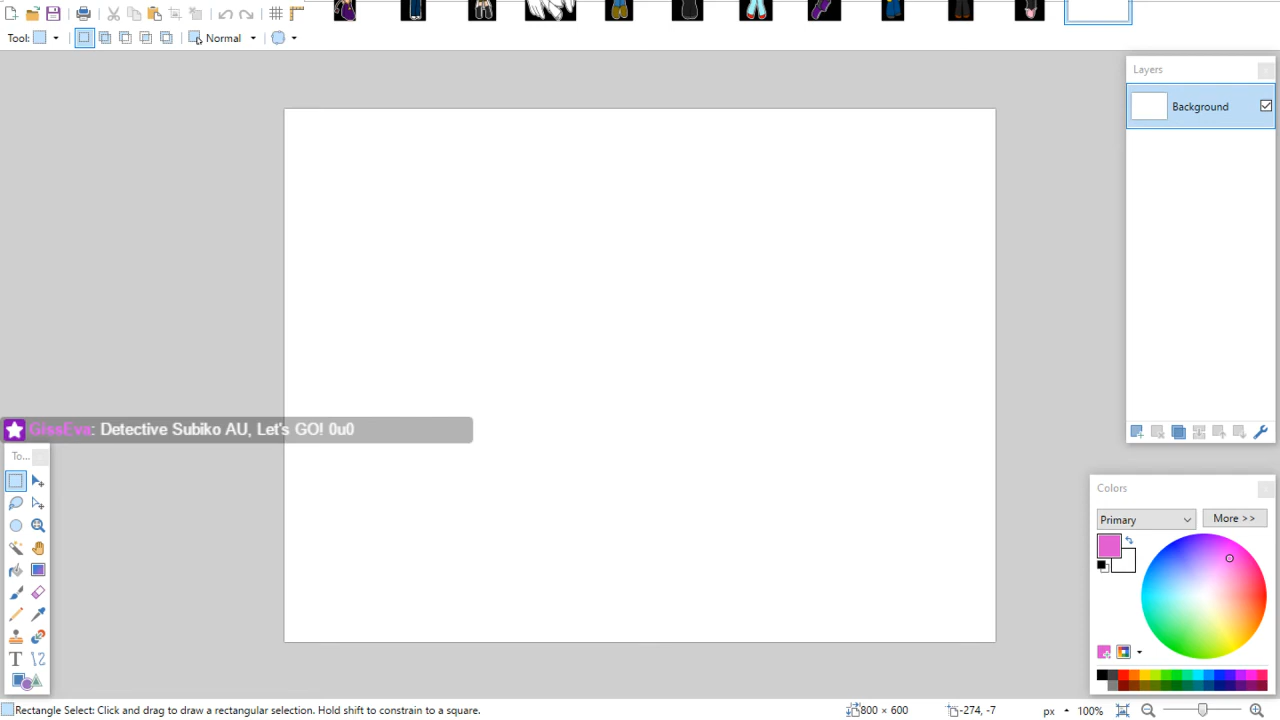 Tool:
Normal
Layers
Background
GissEva: Detective Subiko AU, Let's GO! 0u0
To...
Colors
Primary
More >>
Rectangle Select: Click and drag to draw a rectangular selection. Hold shift to constrain to a square.
800 × 600
-274, -7
px
100%